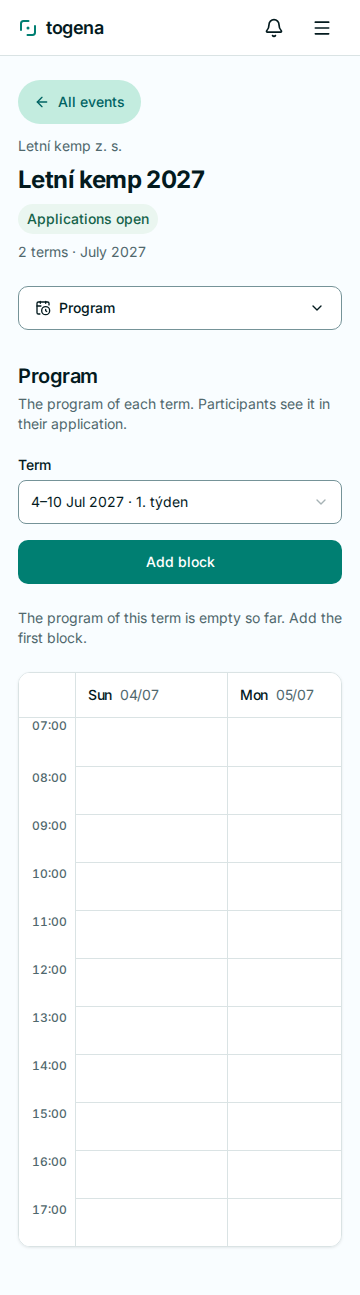 togena
All events
Letní kemp z. s.
Letní kemp 2027
Applications open
2 terms · July 2027
Program
Program
The program of each term. Participants see it in
their application.
Term
4–10 Jul 2027 · 1. týden
Add block
The program of this term is empty so far. Add the
first block.
Sun 04/07 Mon 05/07
07:00
08:00
09:00
10:00
11:00
12:00
13:00
14:00
15:00
16:00
17:00